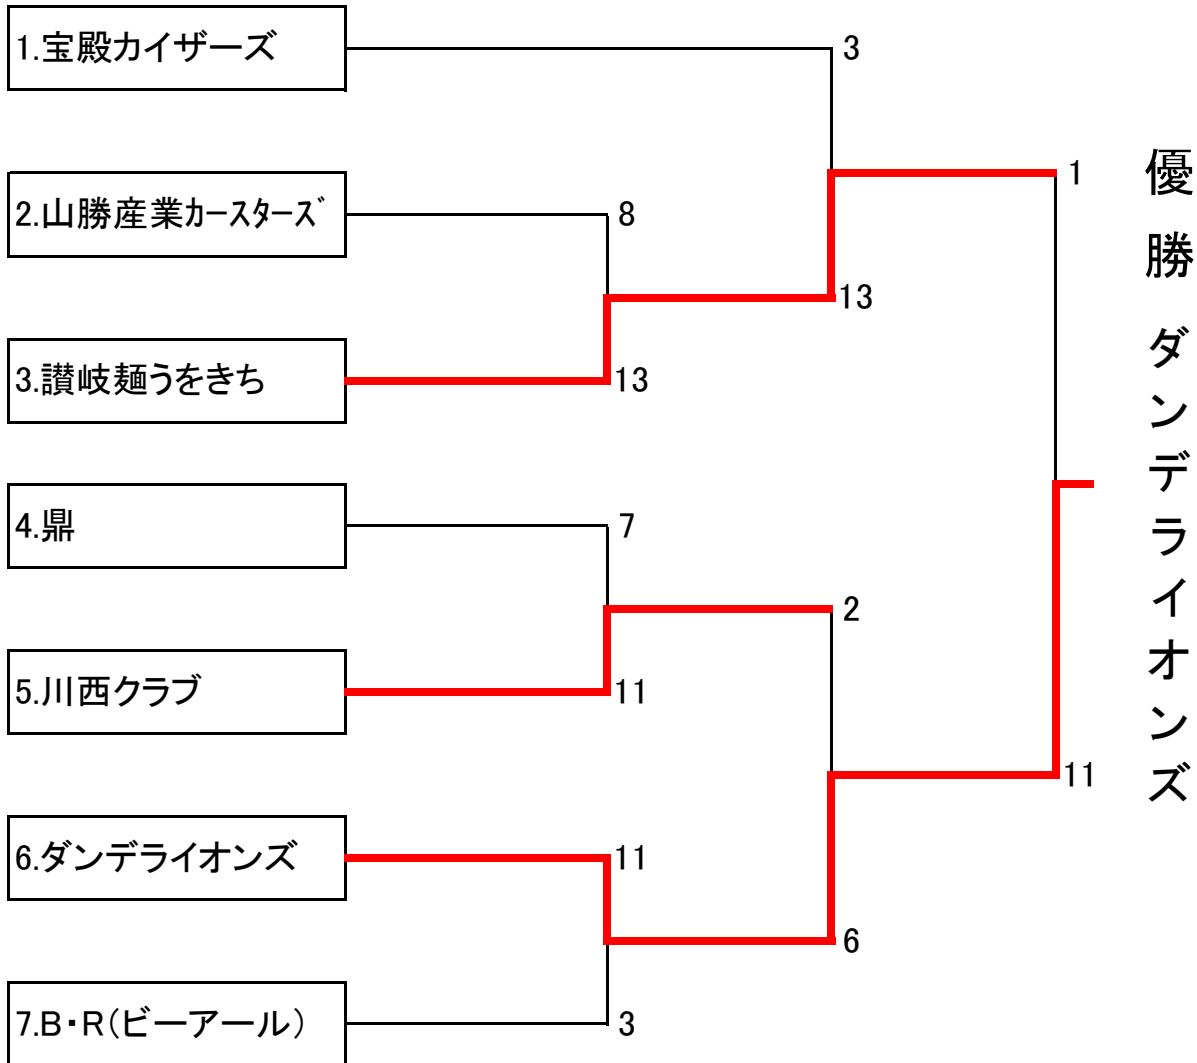 1.宝殿カイザーズ
3
優勝 ダンデライオンズ
1
2.山勝産業ｶｰｽﾀｰｽﾞ
8
13
3.讃岐麺うをきち
13
4.鼎
7
2
5.川西クラブ
11
11
6.ダンデライオンズ
11
6
7.B・R(ビーアール)
3